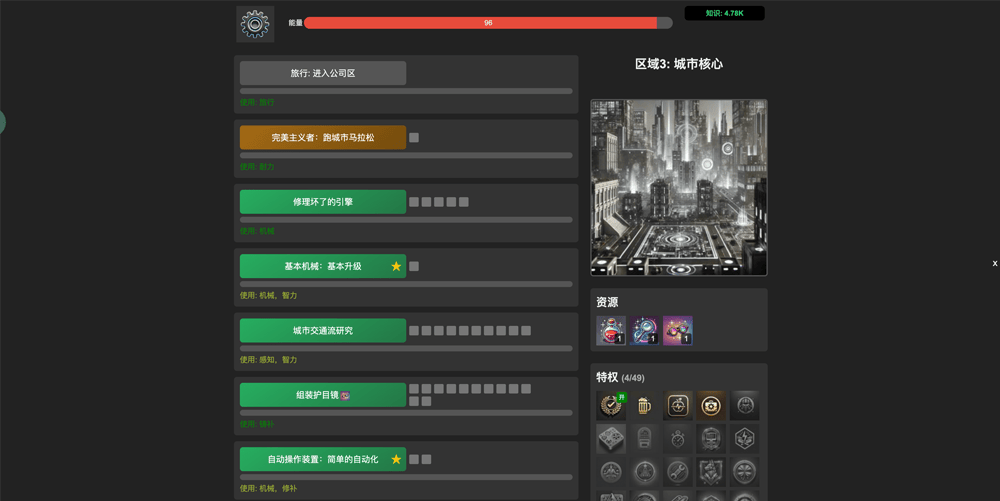 能量
96
知识: 4.78K
旅行: 进入公司区
使用: 旅行
完美主义者：跑城市马拉松
使用: 耐力
修理坏了的引擎
使用: 机械
基本机械：基本升级
使用: 机械，智力
城市交通流研究
使用: 感知，智力
组装护目镜
使用: 修补
自动操作装置：简单的自动化
使用: 机械，修补
区域3: 城市核心
资源
1
1
1
特权 (4/49)
开
x